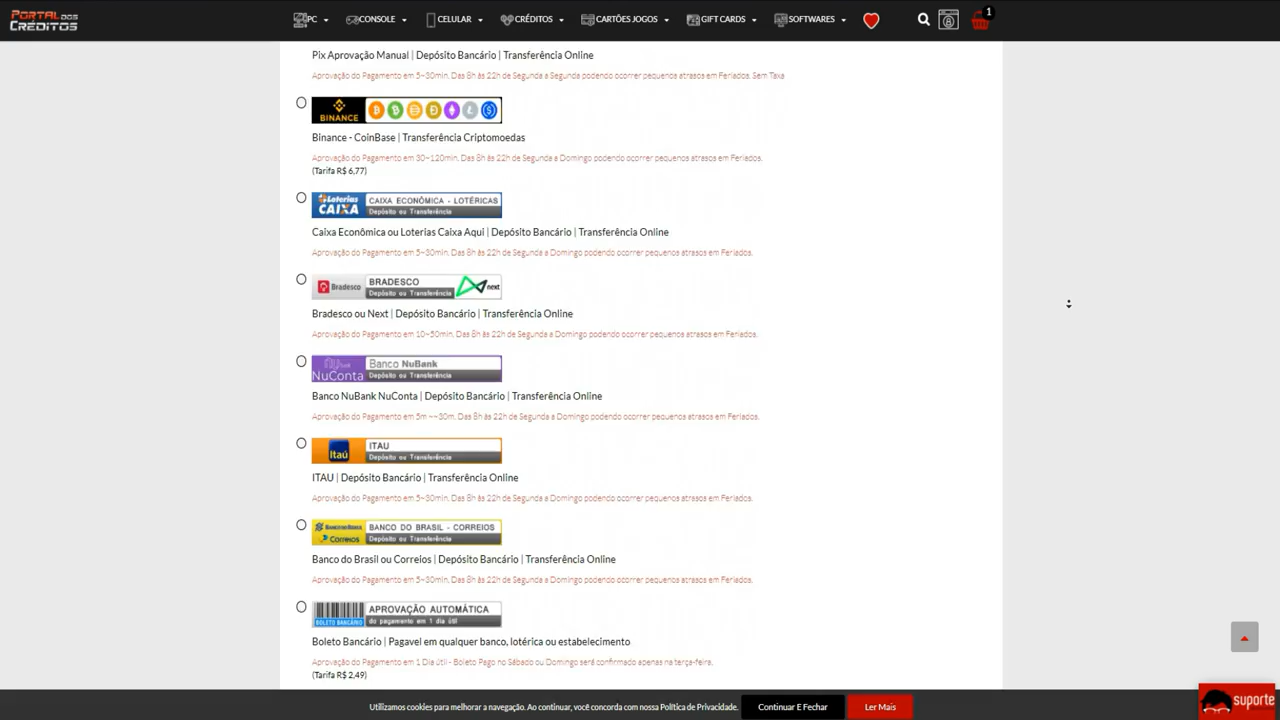 PORTAL DOS CRÉDITOS
PC
CONSOLE
CELULAR
CRÉDITOS
CARTÕES JOGOS
GIFT CARDS
SOFTWARES
1
Pix Aprovação Manual | Depósito Bancário | Transferência Online
Aprovação do Pagamento em 5~30min. Das 8h às 22h de Segunda a Segunda podendo ocorrer pequenos atrasos em Feriados. Sem Taxa
BINANCE
Binance - CoinBase | Transferência Criptomoedas
Aprovação do Pagamento em 30~120min. Das 8h às 22h de Segunda a Domingo podendo ocorrer pequenos atrasos em Feriados.
(Tarifa R$ 6,77)
Loterias CAIXA
CAIXA ECONÔMICA - LOTÉRICAS
Depósito ou Transferência
Caixa Econômica ou Loterias Caixa Aqui | Depósito Bancário | Transferência Online
Aprovação do Pagamento em 5~30min. Das 8h às 22h de Segunda a Domingo podendo ocorrer pequenos atrasos em Feriados.
Bradesco
BRADESCO
Depósito ou Transferência
next
Bradesco ou Next | Depósito Bancário | Transferência Online
Aprovação do Pagamento em 10~50min. Das 8h às 22h de Segunda a Domingo podendo ocorrer pequenos atrasos em Feriados.
NuConta
Banco NuBank
Depósito ou Transferência
Banco NuBank NuConta | Depósito Bancário | Transferência Online
Aprovação do Pagamento em 5m ~~30m. Das 8h às 22h de Segunda a Domingo podendo ocorrer pequenos atrasos em Feriados.
Itaú
ITAU
Depósito ou Transferência
ITAU | Depósito Bancário | Transferência Online
Aprovação do Pagamento em 5~30min. Das 8h às 22h de Segunda a Domingo podendo ocorrer pequenos atrasos em Feriados.
Correios
BANCO DO BRASIL - CORREIOS
Depósito ou Transferência
Banco do Brasil ou Correios | Depósito Bancário | Transferência Online
Aprovação do Pagamento em 5~30min. Das 8h às 22h de Segunda a Domingo podendo ocorrer pequenos atrasos em Feriados.
BOLETO BANCÁRIO
APROVAÇÃO AUTOMÁTICA
do pagamento em 1 dia útil
Boleto Bancário | Pagavel em qualquer banco, lotérica ou estabelecimento
Aprovação do Pagamento em 1 Dia útil - Boleto Pago no Sábado ou Domingo será confirmado apenas na terça-feira.
(Tarifa R$ 2,49)
Utilizamos cookies para melhorar a navegação. Ao continuar, você concorda com nossa Política de Privacidade.
Continuar E Fechar
Ler Mais
suporte